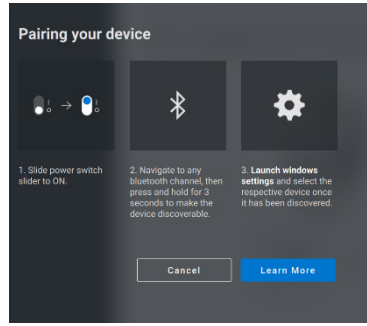 Pairing your device
1. Slide power switch
slider to ON.
2. Navigate to any
bluetooth channel, then
press and hold for 3
seconds to make the
device discoverable.
3. Launch windows
settings and select the
respective device once
it has been discovered.
Cancel
Learn More